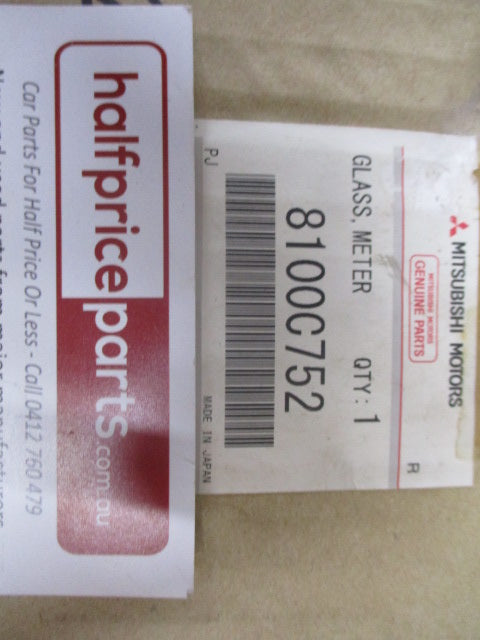 MITSUBISHI MOTORS
MITSUBISHI MOTORS
GENUINE PARTS
R
GLASS, METER QTY: 1
8100C752
PJ MADE IN JAPAN
halfpriceparts.com.au
Car Parts For Half Price Or Less - Call 0412 760 479